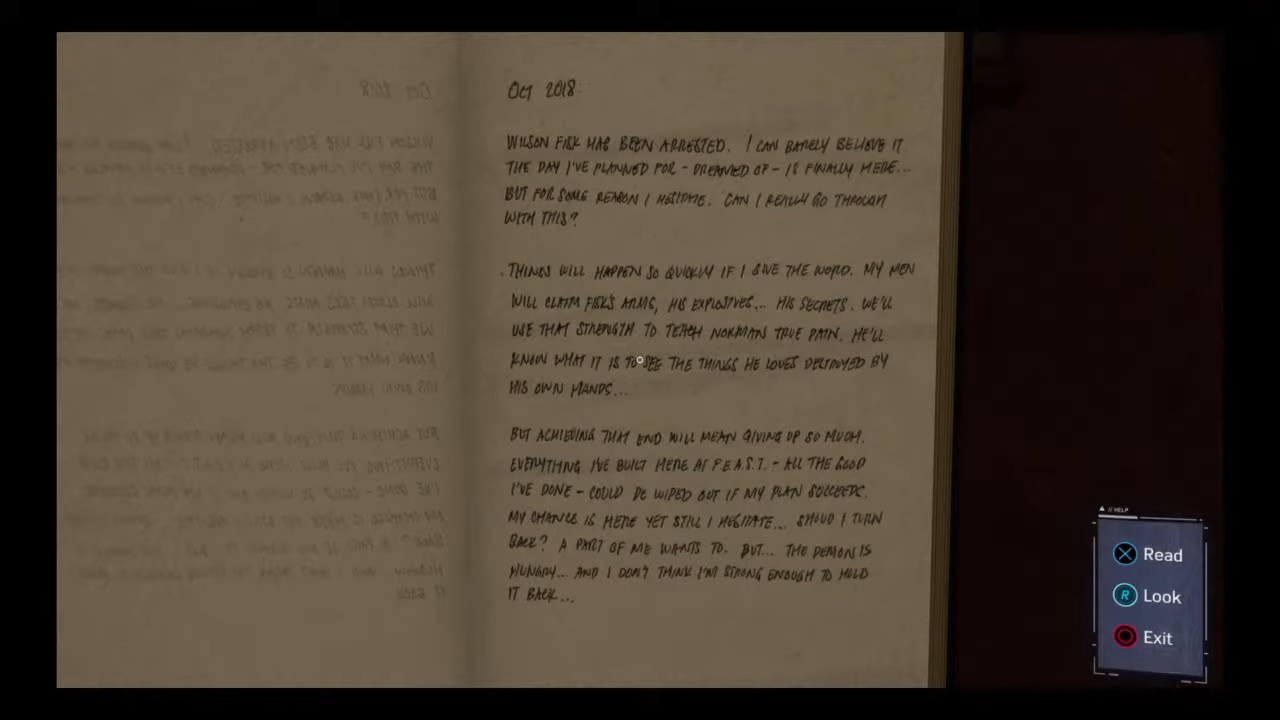 Oct 2018
WILSON FISK HAS BEEN ARRESTED. I CAN BARELY BELIEVE IT
THE DAY I'VE PLANNED FOR - DREAMED OF - IS FINALLY HERE...
BUT FOR SOME REASON I HESITATE. CAN I REALLY GO THROUGH
WITH THIS?
THINGS WILL HAPPEN SO QUICKLY IF I GIVE THE WORD. MY MEN
WILL CLAIM FISK'S ARMS, HIS EXPLOSIVES... HIS SECRETS. WE'LL
USE THAT STRENGTH TO TEACH NORMAN TRUE PAIN. HE'LL
KNOW WHAT IT IS TO SEE THE THINGS HE LOVES DESTROYED BY
HIS OWN HANDS...
BUT ACHIEVING THAT END WILL MEAN GIVING UP SO MUCH.
EVERYTHING I'VE BUILT HERE AT F.E.A.S.T. - ALL THE GOOD
I'VE DONE - COULD BE WIPED OUT IF MY PLAN SUCCEEDS.
MY CHANCE IS HERE YET STILL I HESITATE... SHOUD I TURN
BACK? A PART OF ME WANTS TO. BUT... THE DEMON IS
HUNGRY... AND I DON'T THINK I'M STRONG ENOUGH TO HOLD
IT BACK...
// HELP
Read
R Look
Exit